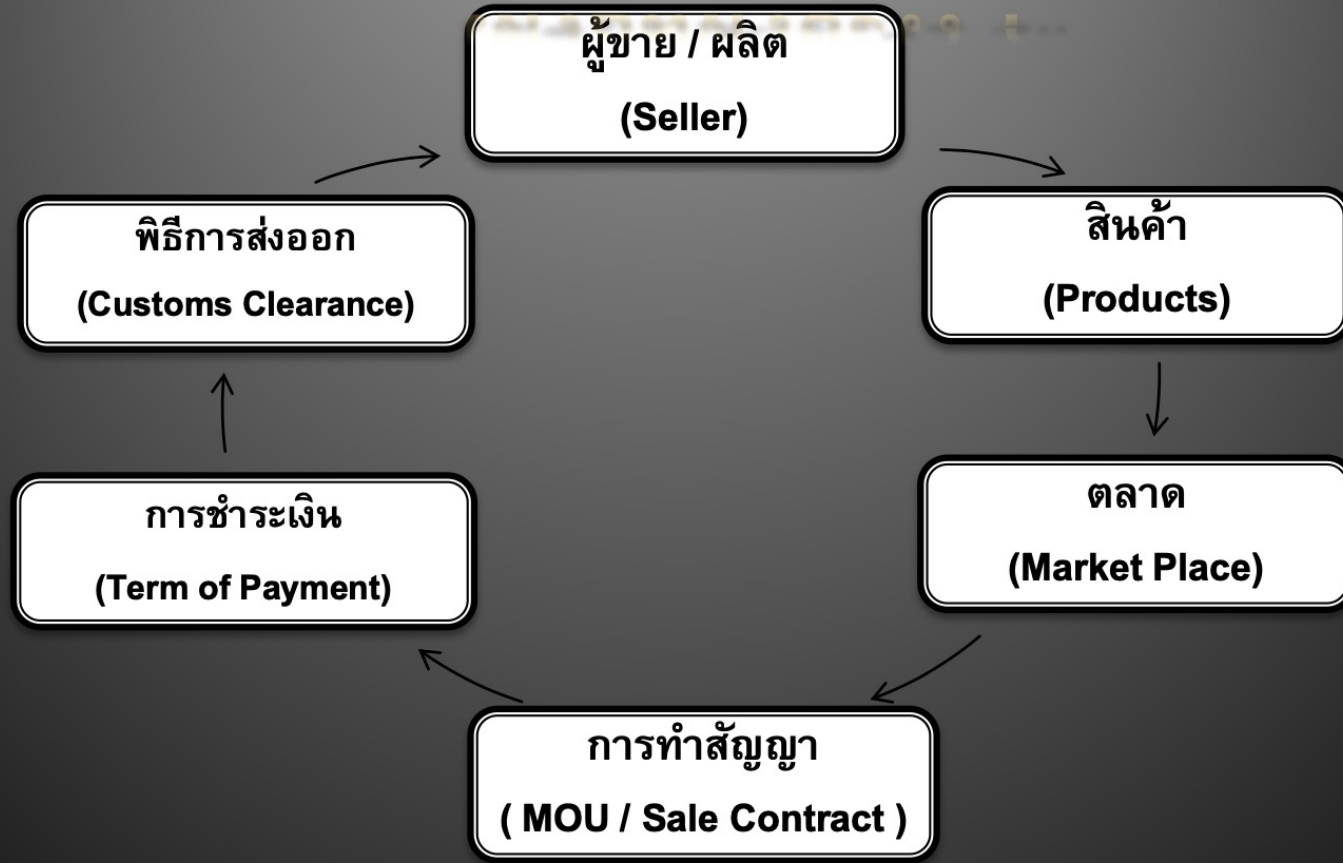 ผู้ขาย / ผลิต
(Seller)
สินค้า
(Products)
ตลาด
(Market Place)
การทำสัญญา
( MOU / Sale Contract )
การชำระเงิน
(Term of Payment)
พิธีการส่งออก
(Customs Clearance)